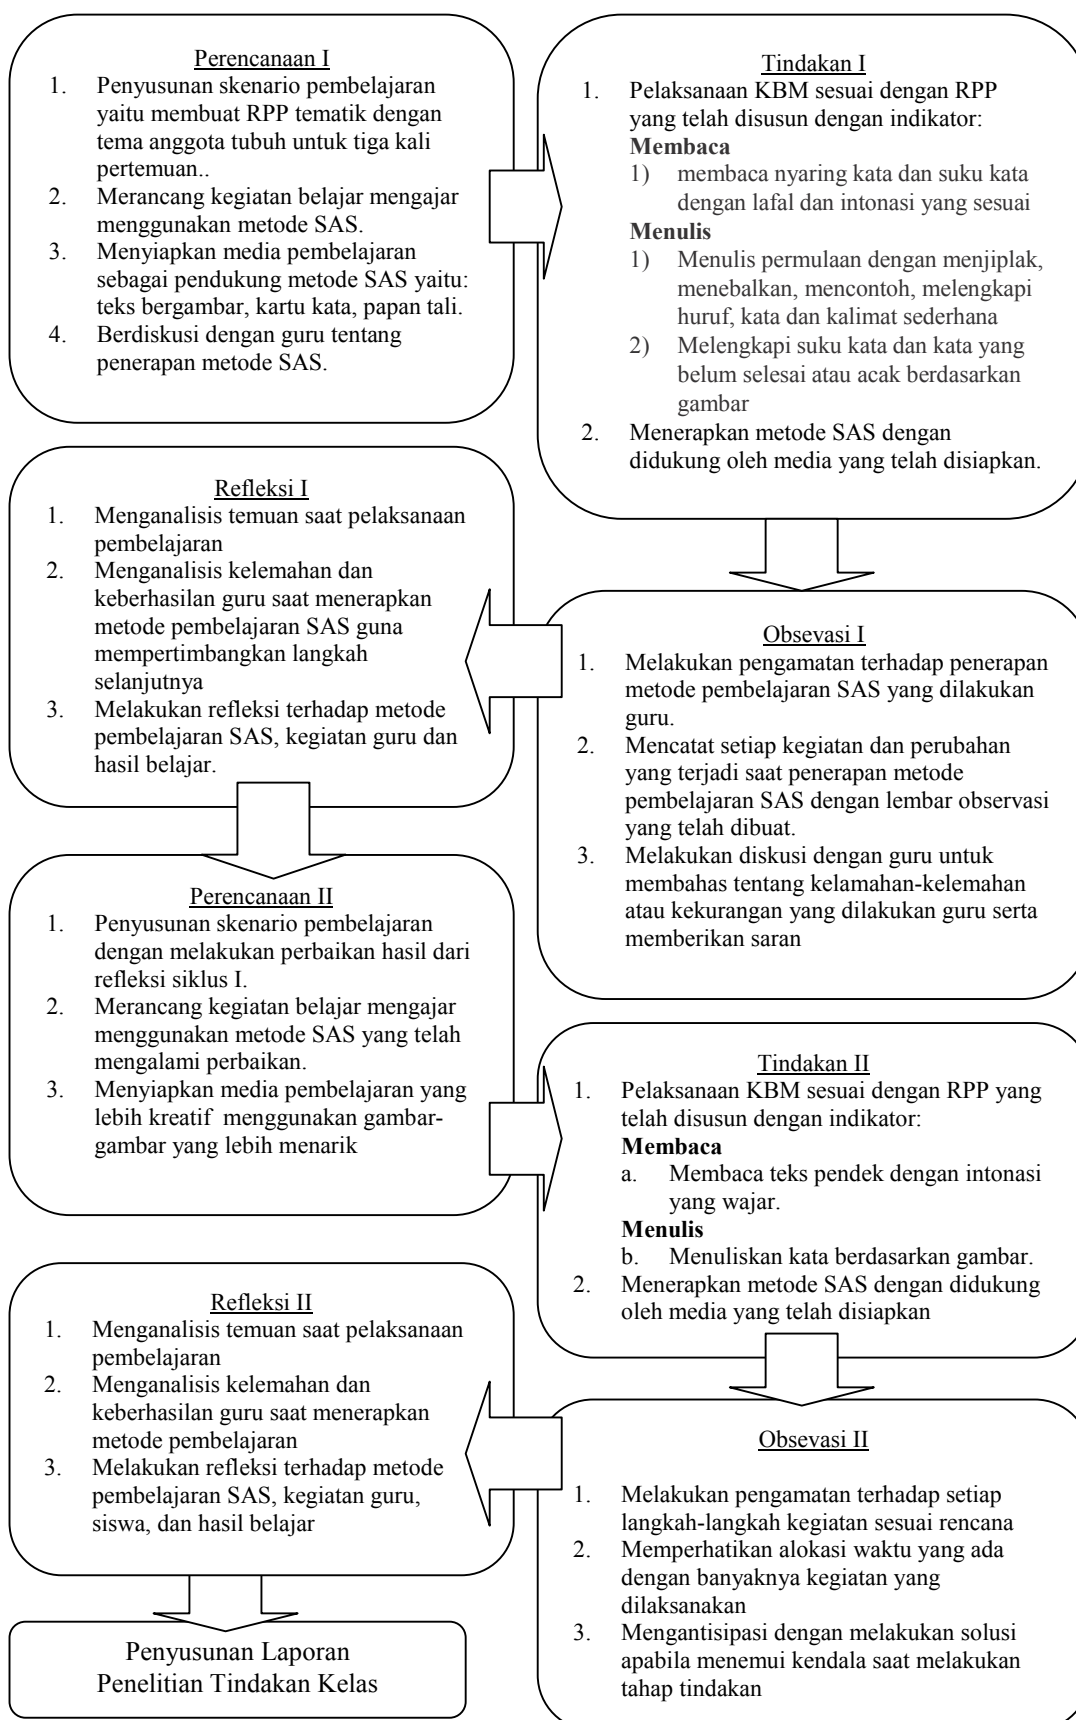 Perencanaan I
1. Penyusunan skenario pembelajaran
yaitu membuat RPP tematik dengan
tema anggota tubuh untuk tiga kali
pertemuan..
2. Merancang kegiatan belajar mengajar
menggunakan metode SAS.
3. Menyiapkan media pembelajaran
sebagai pendukung metode SAS yaitu:
teks bergambar, kartu kata, papan tali.
4. Berdiskusi dengan guru tentang
penerapan metode SAS.
Tindakan I
1. Pelaksanaan KBM sesuai dengan RPP
yang telah disusun dengan indikator:
Membaca
1) membaca nyaring kata dan suku kata
dengan lafal dan intonasi yang sesuai
Menulis
1) Menulis permulaan dengan menjiplak,
menebalkan, mencontoh, melengkapi
huruf, kata dan kalimat sederhana
2) Melengkapi suku kata dan kata yang
belum selesai atau acak berdasarkan
gambar
2. Menerapkan metode SAS dengan
didukung oleh media yang telah disiapkan.
Obsevasi I
1. Melakukan pengamatan terhadap penerapan
metode pembelajaran SAS yang dilakukan
guru.
2. Mencatat setiap kegiatan dan perubahan
yang terjadi saat penerapan metode
pembelajaran SAS dengan lembar observasi
yang telah dibuat.
3. Melakukan diskusi dengan guru untuk
membahas tentang kelamahan-kelemahan
atau kekurangan yang dilakukan guru serta
memberikan saran
Refleksi I
1. Menganalisis temuan saat pelaksanaan
pembelajaran
2. Menganalisis kelemahan dan
keberhasilan guru saat menerapkan
metode pembelajaran SAS guna
mempertimbangkan langkah
selanjutnya
3. Melakukan refleksi terhadap metode
pembelajaran SAS, kegiatan guru dan
hasil belajar.
Perencanaan II
1. Penyusunan skenario pembelajaran
dengan melakukan perbaikan hasil dari
refleksi siklus I.
2. Merancang kegiatan belajar mengajar
menggunakan metode SAS yang telah
mengalami perbaikan.
3. Menyiapkan media pembelajaran yang
lebih kreatif menggunakan gambar-
gambar yang lebih menarik
Tindakan II
1. Pelaksanaan KBM sesuai dengan RPP yang
telah disusun dengan indikator:
Membaca
a. Membaca teks pendek dengan intonasi
yang wajar.
Menulis
b. Menuliskan kata berdasarkan gambar.
2. Menerapkan metode SAS dengan didukung
oleh media yang telah disiapkan
Obsevasi II
1. Melakukan pengamatan terhadap setiap
langkah-langkah kegiatan sesuai rencana
2. Memperhatikan alokasi waktu yang ada
dengan banyaknya kegiatan yang
dilaksanakan
3. Mengantisipasi dengan melakukan solusi
apabila menemui kendala saat melakukan
tahap tindakan
Refleksi II
1. Menganalisis temuan saat pelaksanaan
pembelajaran
2. Menganalisis kelemahan dan
keberhasilan guru saat menerapkan
metode pembelajaran
3. Melakukan refleksi terhadap metode
pembelajaran SAS, kegiatan guru,
siswa, dan hasil belajar
Penyusunan Laporan
Penelitian Tindakan Kelas